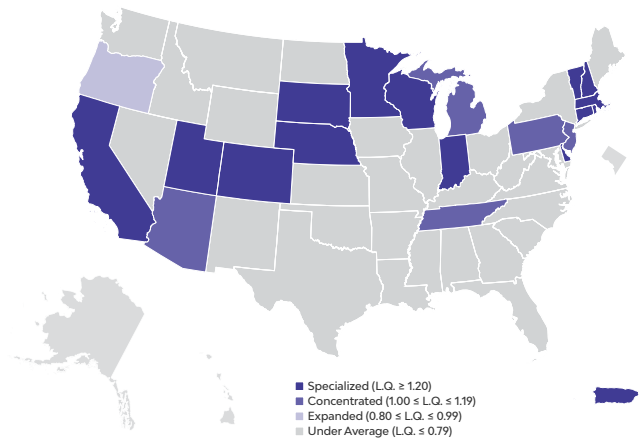 Specialized (L.Q. ≥ 1.20)
Concentrated (1.00 ≤ L.Q. ≤ 1.19)
Expanded (0.80 ≤ L.Q. ≤ 0.99)
Under Average (L.Q. ≤ 0.79)